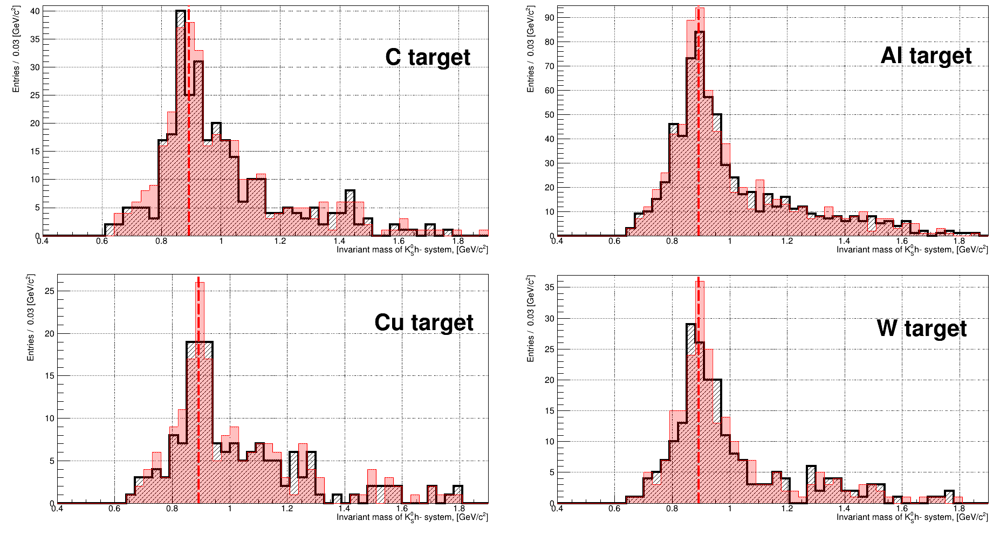 Entries / 0.03 [GeV/c²]
40
35
30
25
20
15
10
5
0
C target
0.4 0.6 0.8 1 1.2 1.4 1.6 1.8
Invariant mass of K⁰_S h- system, [GeV/c²]
Entries / 0.03 [GeV/c²]
90
80
70
60
50
40
30
20
10
0
Al target
0.4 0.6 0.8 1 1.2 1.4 1.6 1.8
Invariant mass of K⁰_S h- system, [GeV/c²]
Entries / 0.03 [GeV/c²]
25
20
15
10
5
0
Cu target
0.4 0.6 0.8 1 1.2 1.4 1.6 1.8
Invariant mass of K⁰_S h- system, [GeV/c²]
Entries / 0.03 [GeV/c²]
35
30
25
20
15
10
5
0
W target
0.4 0.6 0.8 1 1.2 1.4 1.6 1.8
Invariant mass of K⁰_S h- system, [GeV/c²]